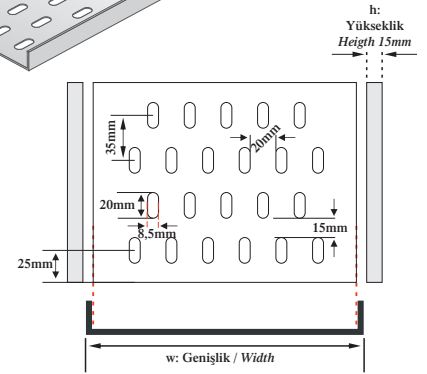 h:
Yükseklik
Heigth 15mm
35mm
20mm
20mm
8,5mm
15mm
25mm
w: Genişlik / Width